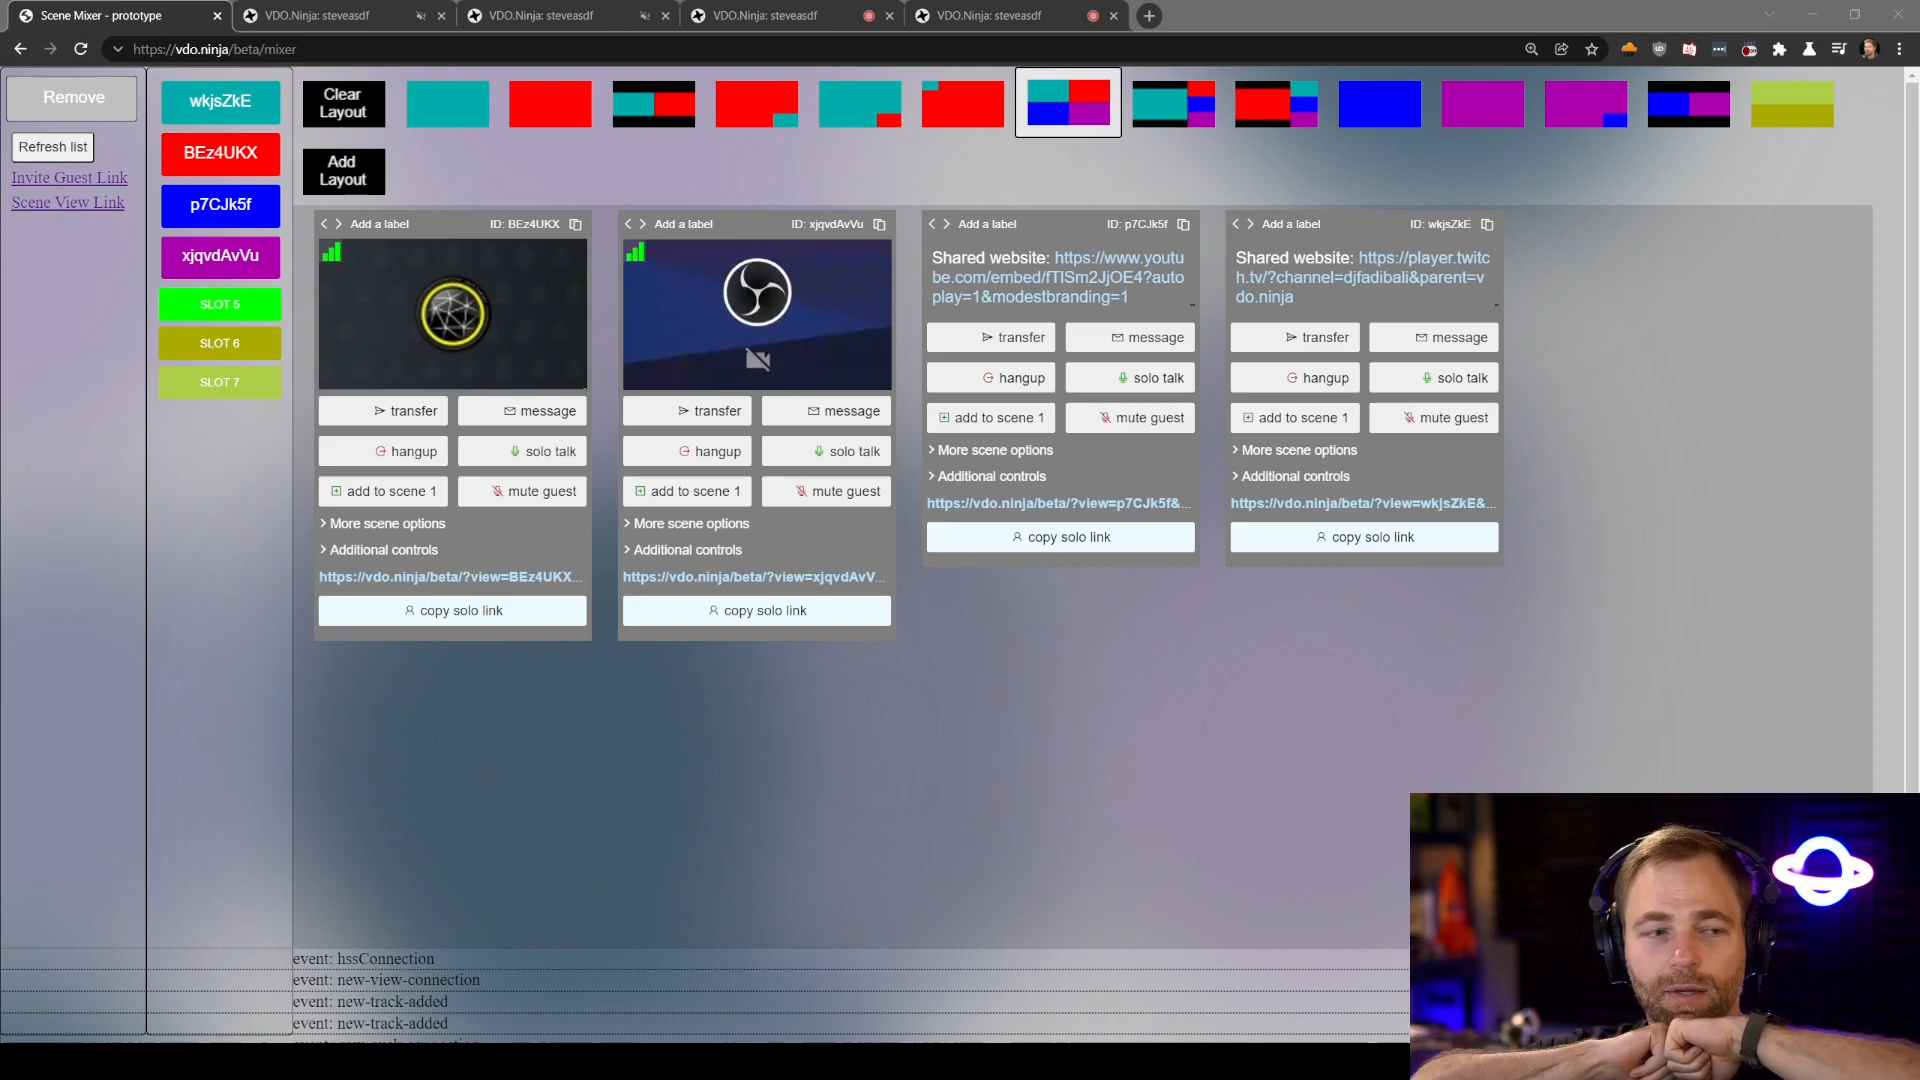 Scene Mixer - prototype
VDO.Ninja: steveasdf
VDO.Ninja: steveasdf
VDO.Ninja: steveasdf
VDO.Ninja: steveasdf
https://vdo.ninja/beta/mixer
Remove
Refresh list
Invite Guest Link
Scene View Link
wkjsZkE
BEz4UKX
p7CJk5f
xjqvdAvVu
SLOT 5
SLOT 6
SLOT 7
Clear
Layout
Add
Layout
Add a label ID: BEz4UKX
transfer message
hangup solo talk
add to scene 1 mute guest
More scene options
Additional controls
https://vdo.ninja/beta/?view=BEz4UKX...
copy solo link
Add a label ID: xjqvdAvVu
transfer message
hangup solo talk
add to scene 1 mute guest
More scene options
Additional controls
https://vdo.ninja/beta/?view=xjqvdAvV...
copy solo link
Add a label ID: p7CJk5f
Shared website: https://www.youtu
be.com/embed/fTlSm2JjOE4?auto
play=1&modestbranding=1
transfer message
hangup solo talk
add to scene 1 mute guest
More scene options
Additional controls
https://vdo.ninja/beta/?view=p7CJk5f&...
copy solo link
Add a label ID: wkjsZkE
Shared website: https://player.twitc
h.tv/?channel=djfadibali&parent=v
do.ninja
transfer message
hangup solo talk
add to scene 1 mute guest
More scene options
Additional controls
https://vdo.ninja/beta/?view=wkjsZkE&...
copy solo link
event: hssConnection
event: new-view-connection
event: new-track-added
event: new-track-added